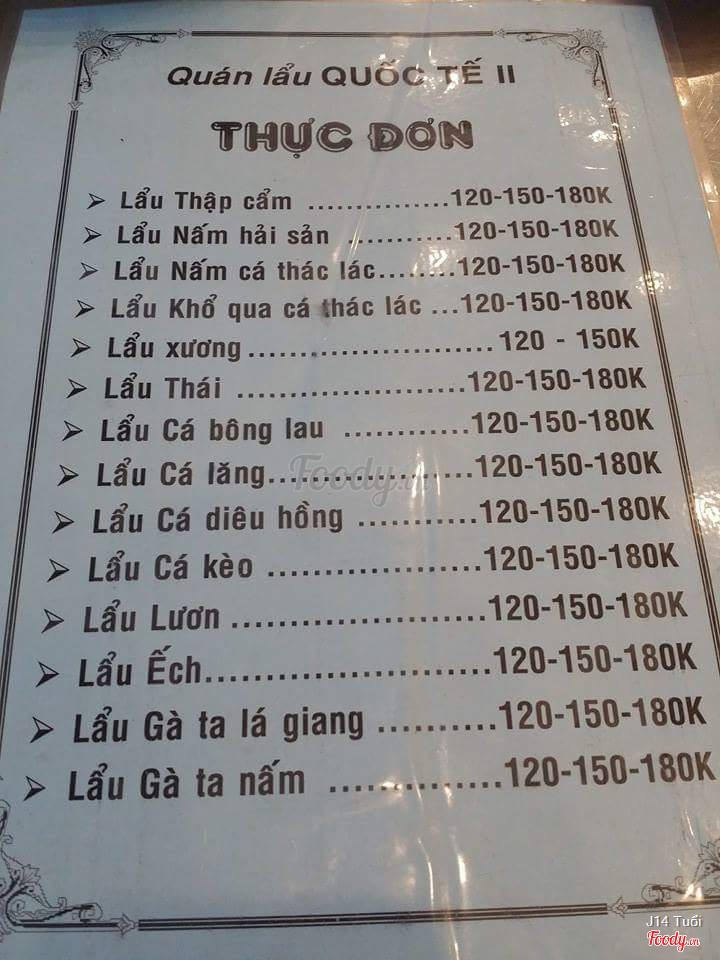 Quán lẩu QUỐC TẾ II
THỰC ĐƠN
➢ Lẩu Thập cẩm ...............120-150-180K
➢ Lẩu Nấm hải sản ...........120-150-180K
➢ Lẩu Nấm cá thác lác........120-150-180K
➢ Lẩu Khổ qua cá thác lác ...120-150-180K
➢ Lẩu xương........................... 120 - 150K
➢ Lẩu Thái ........................120-150-180K
➢ Lẩu Cá bông lau .............120-150-180K
➢ Lẩu Cá lăng.....................120-150-180K
➢ Lẩu Cá diêu hồng ............120-150-180K
➢ Lẩu Cá kèo .....................120-150-180K
➢ Lẩu Lươn .........................120-150-180K
➢ Lẩu Ếch............................120-150-180K
➢ Lẩu Gà ta lá giang ...........120-150-180K
➢ Lẩu Gà ta nấm ................120-150-180K
Foody.vn
J14 Tuổi
Foody.vn